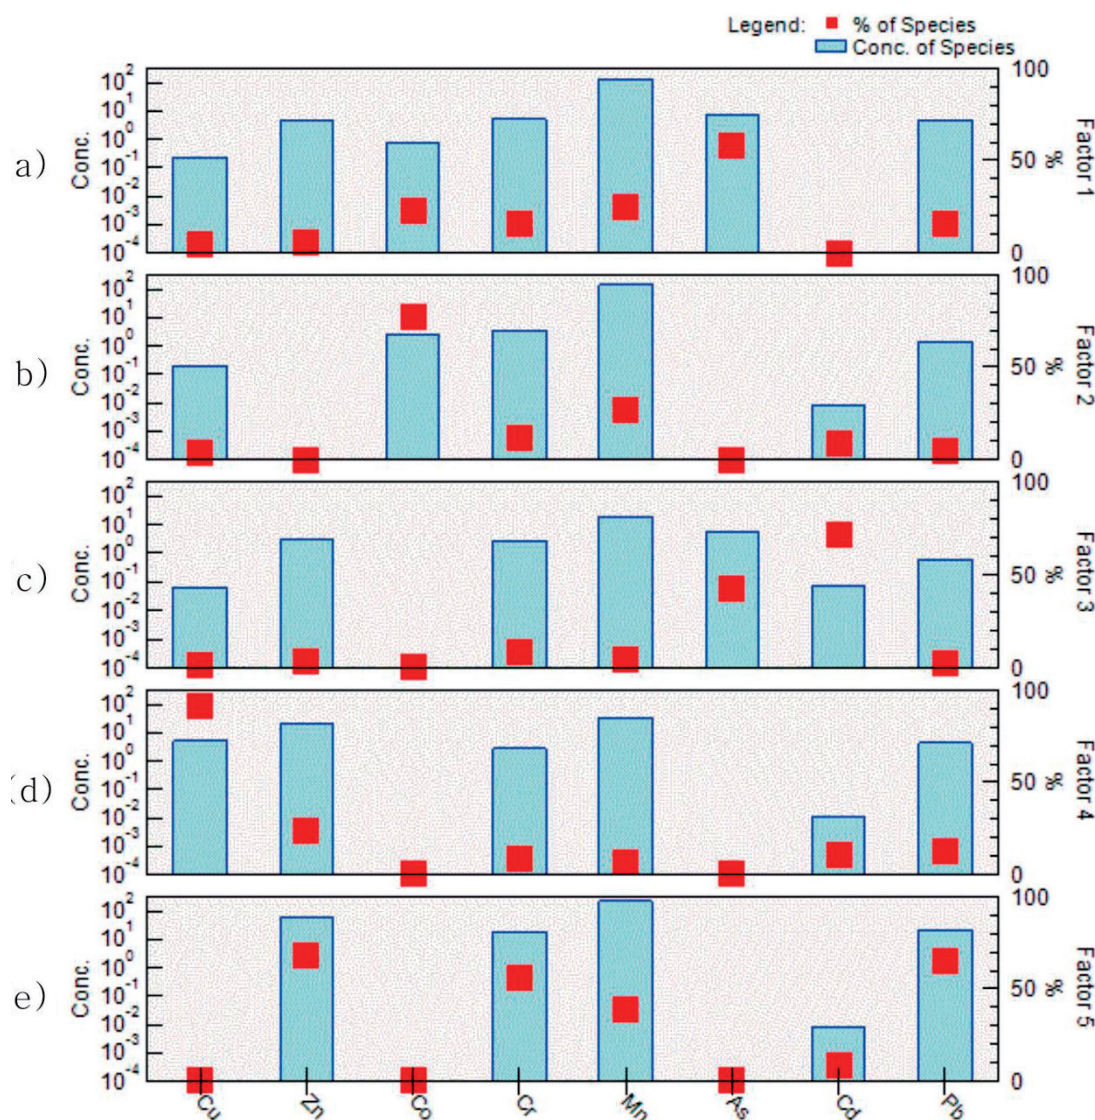 Legend: % of Species
Conc. of Species
a)
Conc.
10² 10¹ 10⁰ 10⁻¹ 10⁻² 10⁻³ 10⁻⁴
100 50 0
%
Factor 1
b)
Conc.
10² 10¹ 10⁰ 10⁻¹ 10⁻² 10⁻³ 10⁻⁴
100 50 0
%
Factor 2
c)
Conc.
10² 10¹ 10⁰ 10⁻¹ 10⁻² 10⁻³ 10⁻⁴
100 50 0
%
Factor 3
(d)
Conc.
10² 10¹ 10⁰ 10⁻¹ 10⁻² 10⁻³ 10⁻⁴
100 50 0
%
Factor 4
e)
Conc.
10² 10¹ 10⁰ 10⁻¹ 10⁻² 10⁻³ 10⁻⁴
100 50 0
%
Factor 5
Cu Zn Co Cr Mn As Cd Pb